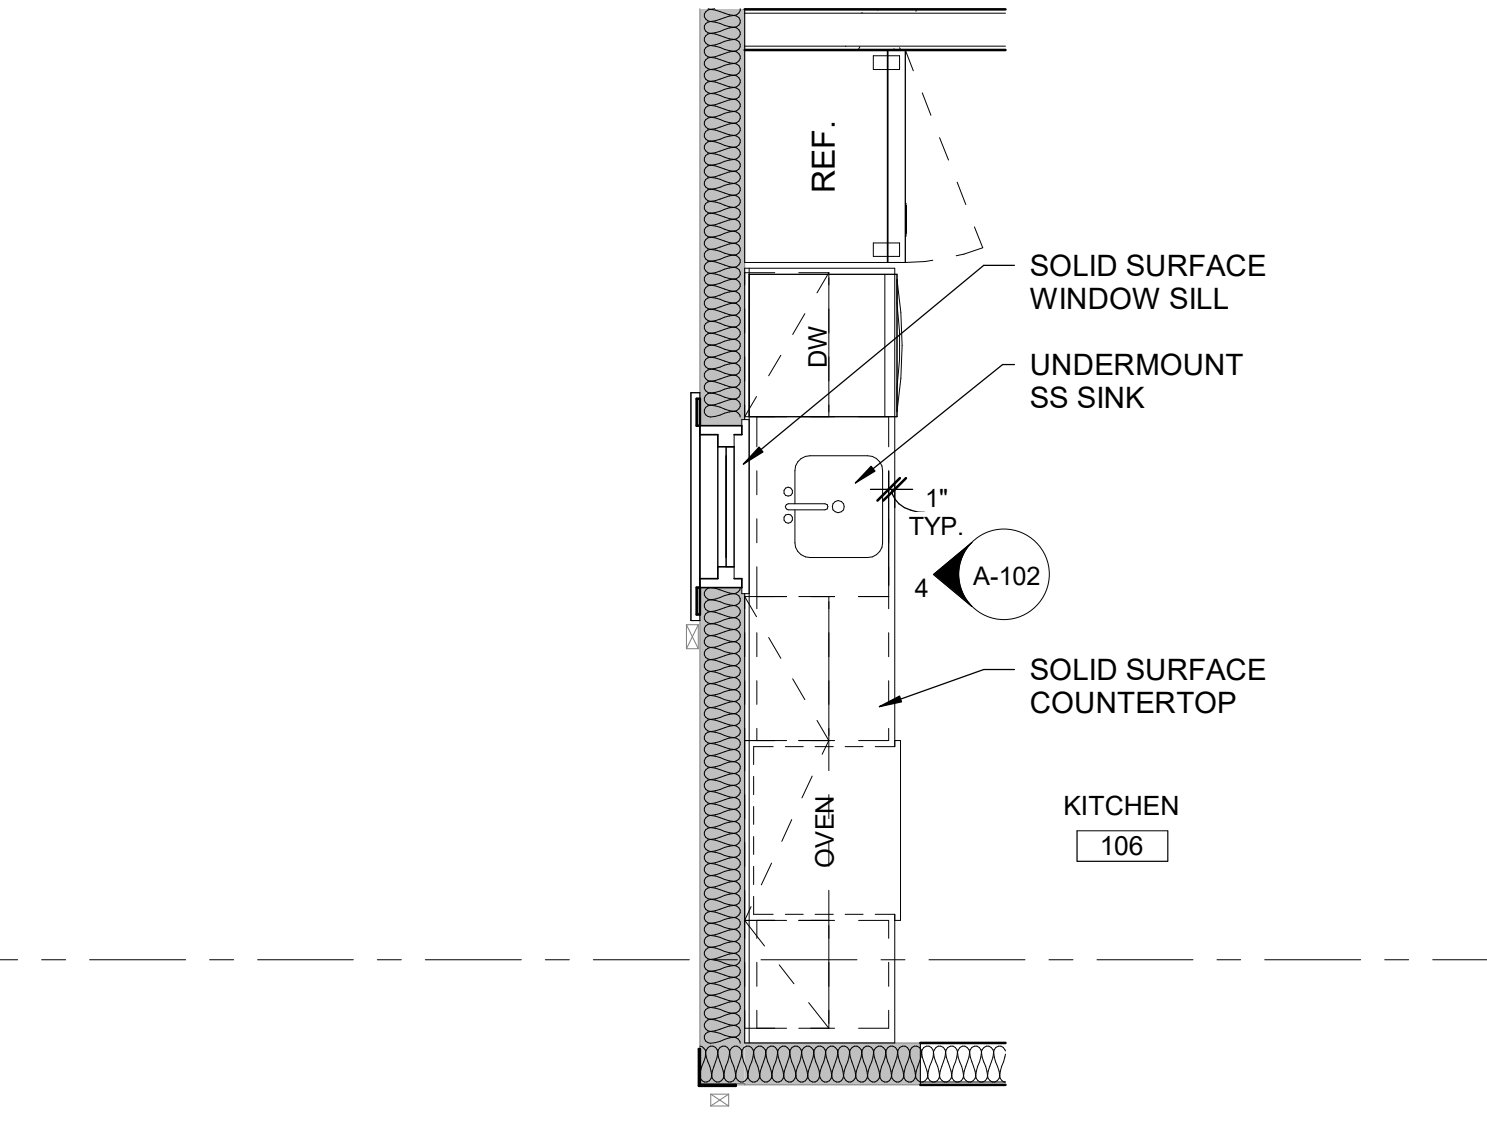 REF.
SOLID SURFACE
WINDOW SILL
DW
UNDERMOUNT
SS SINK
1"
TYP.
A-102
4
SOLID SURFACE
COUNTERTOP
KITCHEN
OVEN
106